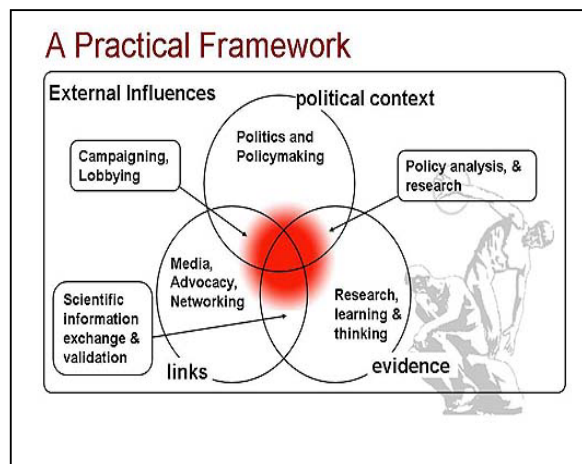 A Practical Framework
External Influences
political context
Politics and
Policymaking
Campaigning,
Lobbying
Policy analysis, &
research
Media,
Advocacy,
Networking
Research,
learning &
thinking
Scientific
information
exchange &
validation
links
evidence